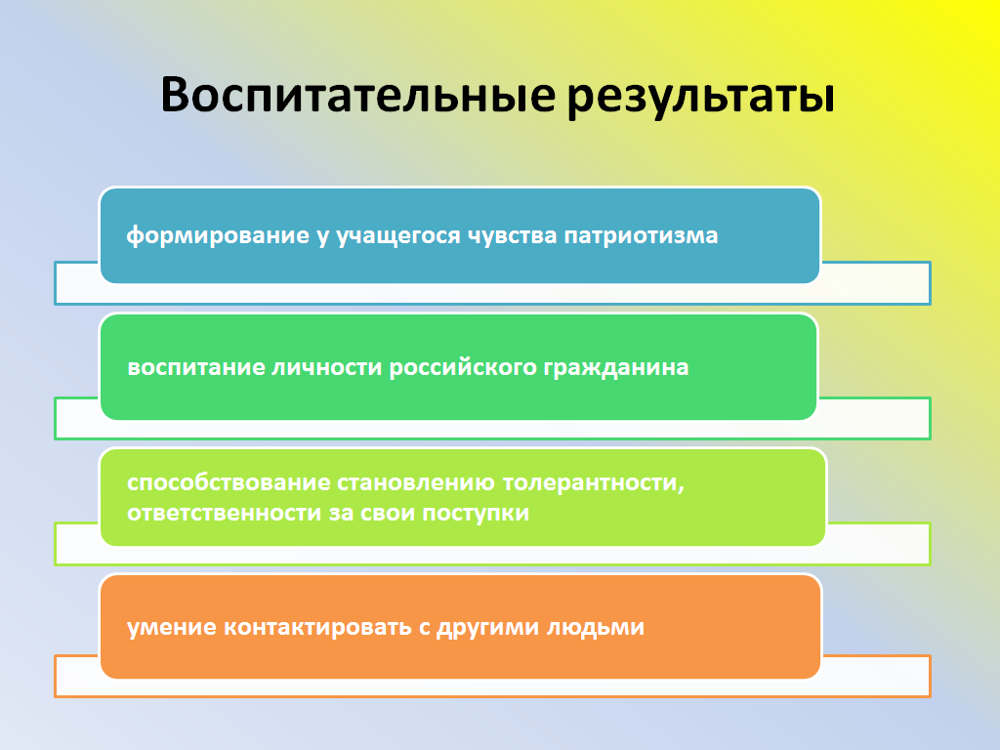 Воспитательные результаты
формирование у учащегося чувства патриотизма
воспитание личности российского гражданина
способствование становлению толерантности,
ответственности за свои поступки
умение контактировать с другими людьми